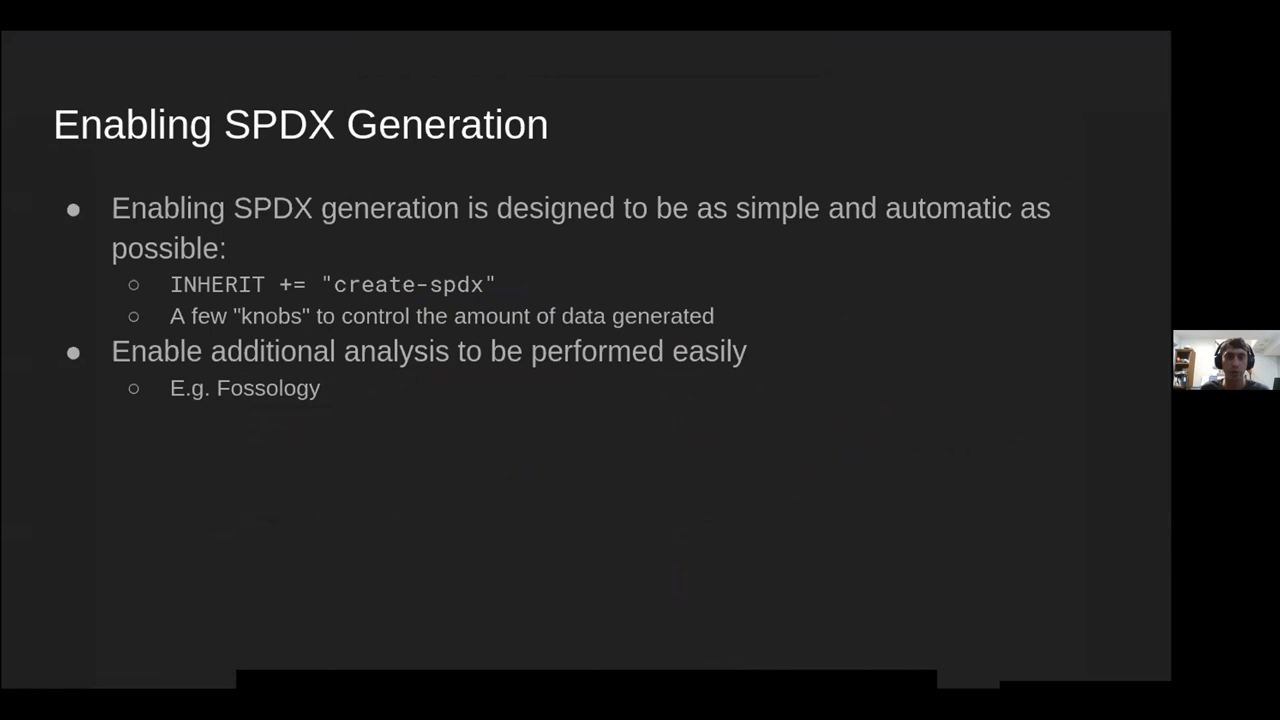 Enabling SPDX Generation
● Enabling SPDX generation is designed to be as simple and automatic as
possible:
○ INHERIT += "create-spdx"
○ A few "knobs" to control the amount of data generated
● Enable additional analysis to be performed easily
○ E.g. Fossology